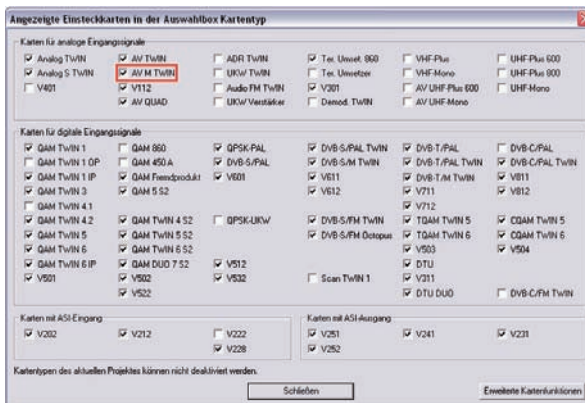 Angezeigte Einsteckkarten in der Auswahlbox Kartentyp
Karten für analoge Eingangssignale
Analog TWIN AV TWIN ADR TWIN Ter. Umset. 860 VHF-Plus UHF-Plus 600
Analog S TWIN AV M TWIN UKW TWIN Ter. Umsetzer VHF-Mono UHF-Plus 800
V401 V112 Audio FM TWIN V301 AV UHF-Plus 600 UHF-Mono
AV QUAD UKW Verstärker Demod. TWIN AV UHF-Mono
Karten für digitale Eingangssignale
QAM TWIN 1 QAM 860 QPSK-PAL DVB-S/PAL TWIN DVB-T/PAL DVB-C/PAL
QAM TWIN 1 OP QAM 450 A DVB-S/PAL DVB-S/M TWIN DVB-T/PAL TWIN DVB-C/PAL TWIN
QAM TWIN 1 IP QAM Fremdprodukt V601 V611 DVB-T/M TWIN V811
QAM TWIN 3 QAM 5 S2 V612 V711 V812
QAM TWIN 4.1 V712
QAM TWIN 4.2 QAM TWIN 4 S2 QPSK-UKW DVB-S/FM TWIN TQAM TWIN 5 CQAM TWIN 5
QAM TWIN 5 QAM TWIN 5 S2 DVB-S/FM Octopus TQAM TWIN 6 CQAM TWIN 6
QAM TWIN 6 QAM TWIN 6 S2 V503 V504
QAM TWIN 6 IP QAM DUO 7 S2 V512 DTU
V501 V502 V532 Scan TWIN 1 V311
V522 DTU DUO DVB-C/FM TWIN
Karten mit ASI-Eingang Karten mit ASI-Ausgang
V202 V212 V222 V251 V241 V231
V228 V252
Kartentypen des aktuellen Projektes können nicht deaktiviert werden.
Schließen Erweiterte Kartenfunktionen